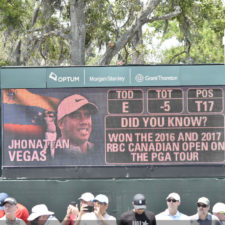 OPTUM Morgan Stanley Grant Thornton
TOD TOT POS
E -5 T17
DID YOU KNOW?
WON THE 2016 AND 2017
RBC CANADIAN OPEN ON
THE PGA TOUR
JHONATTAN
VEGAS